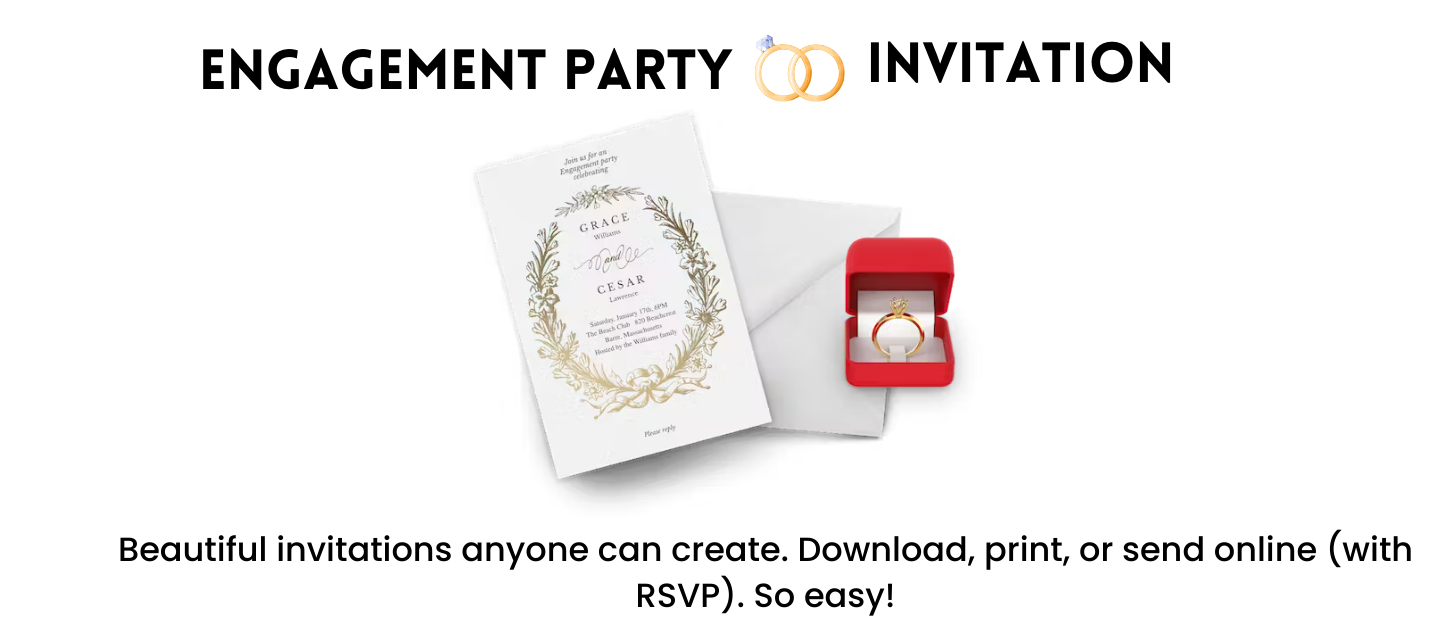 ENGAGEMENT PARTY INVITATION
Join us for an
Engagement party
celebrating
GRACE
Williams
and
CESAR
Lawrence
Saturday, January 17th, 6PM
The Beach Club 820 Beachcrest
Barre, Massachusetts
Hosted by the Williams family
Please reply
Beautiful invitations anyone can create. Download, print, or send online (with
RSVP). So easy!